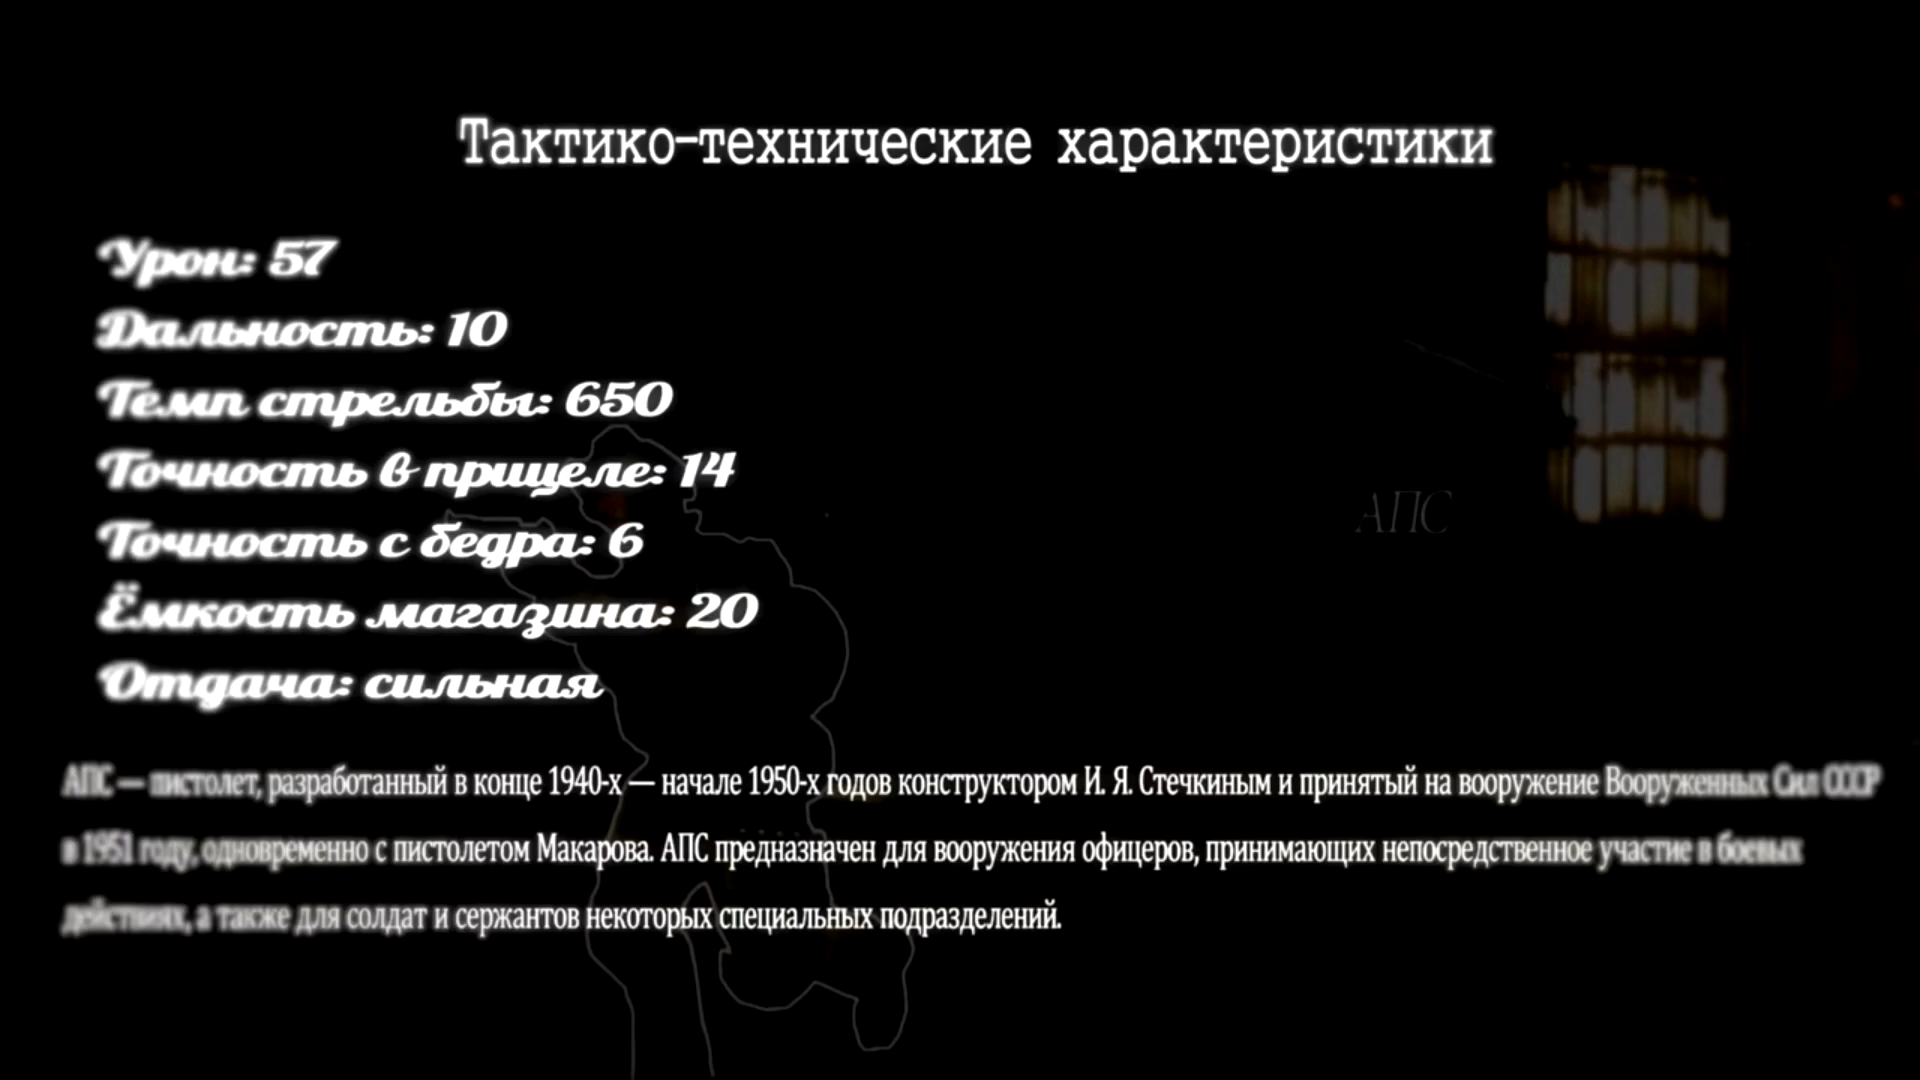 Тактико-технические характеристики
Урон: 57
Дальность: 10
Темп стрельбы: 650
Точность в прицеле: 14
АПС
Точность с бедра: 6
Ёмкость магазина: 20
Отдача: сильная
АПС — пистолет, разработанный в конце 1940-х — начале 1950-х годов конструктором И. Я. Стечкиным и принятый на вооружение Вооруженных Сил СССР
в 1951 году, одновременно с пистолетом Макарова. АПС предназначен для вооружения офицеров, принимающих непосредственное участие в боевых
действиях, а также для солдат и сержантов некоторых специальных подразделений.